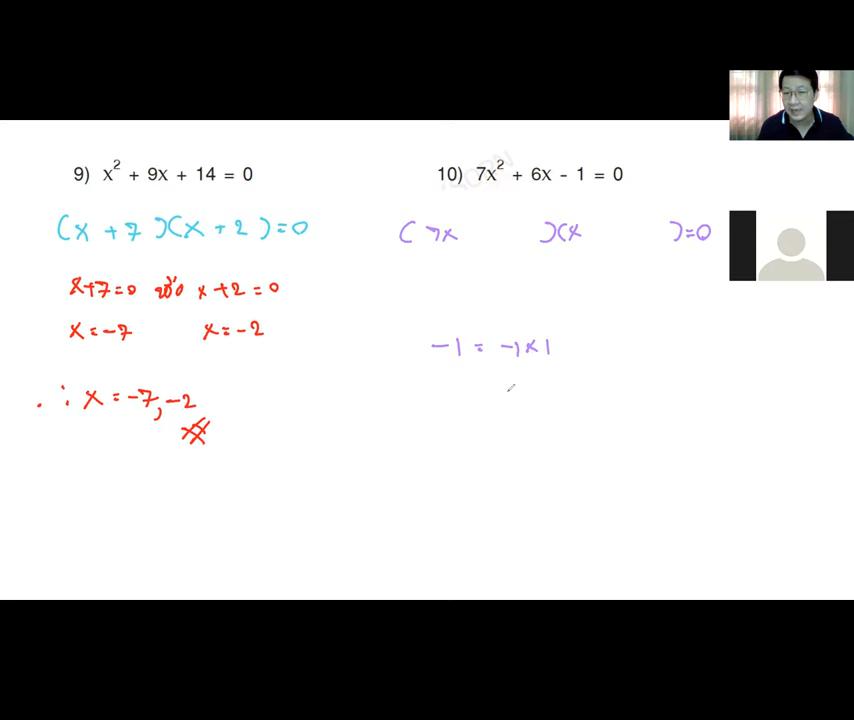 9) x² + 9x + 14 = 0
(x + 7)(x + 2) = 0
x+7=0 หรือ x+2=0
x=-7 x=-2
∴ x = -7, -2
10) 7x² + 6x - 1 = 0
(7x )(x )=0
-1 = -1×1